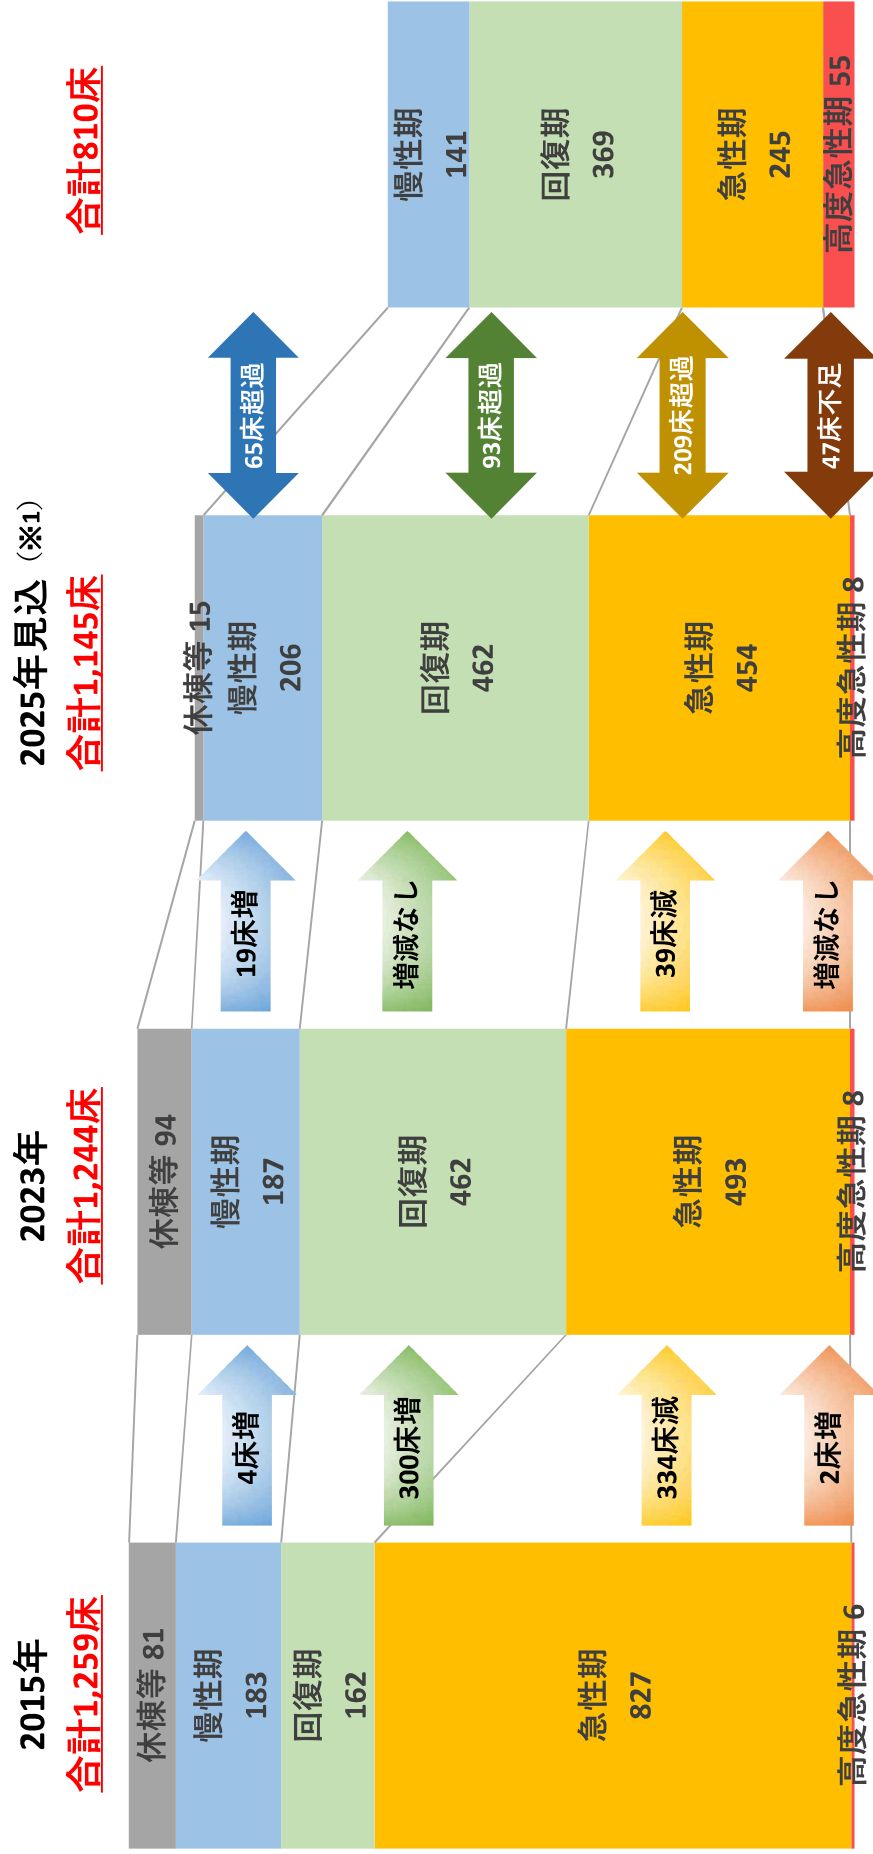 2015年
合計1,259床
休棟等 81
慢性期
183
回復期
162
急性期
827
高度急性期 6
4床増
300床増
334床減
2床増
2023年
合計1,244床
休棟等 94
慢性期
187
回復期
462
急性期
493
高度急性期 8
19床増
増減なし
39床減
増減なし
2025年見込（※1）
合計1,145床
休棟等 15
慢性期
206
回復期
462
急性期
454
高度急性期 8
65床超過
93床超過
209床超過
47床不足
合計810床
慢性期
141
回復期
369
急性期
245
高度急性期 55